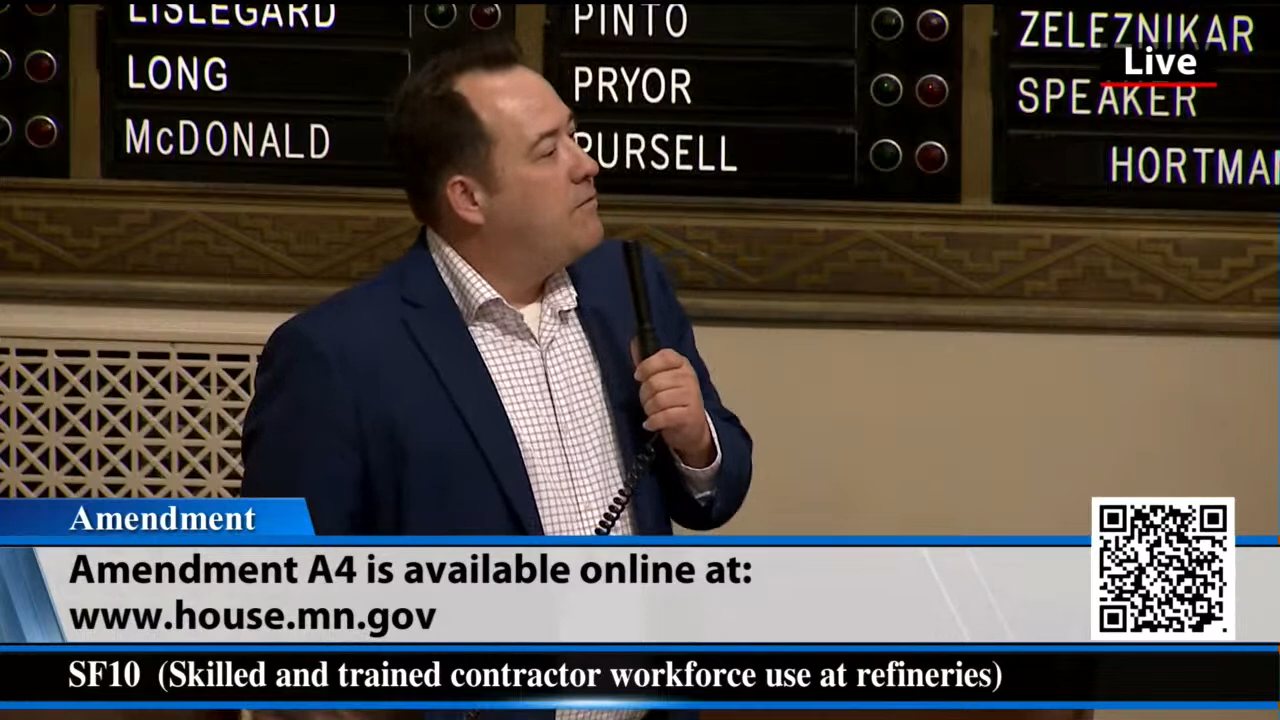 LISLEGARD
LONG
McDONALD
PINTO
PRYOR
PURSELL
ZELEZNIKAR
SPEAKER
Live
Amendment
Amendment A4 is available online at:
www.house.mn.gov
SF10 (Skilled and trained contractor workforce use at refineries)